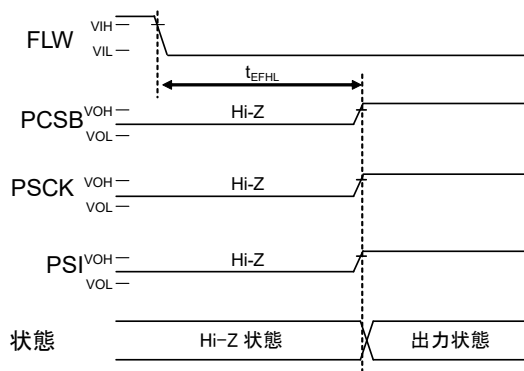 FLW
VIH
VIL
tEFHL
PCSB
VOH
VOL
Hi-Z
PSCK
VOH
VOL
Hi-Z
PSI
VOH
VOL
Hi-Z
状態
Hi-Z 状態
出力状態